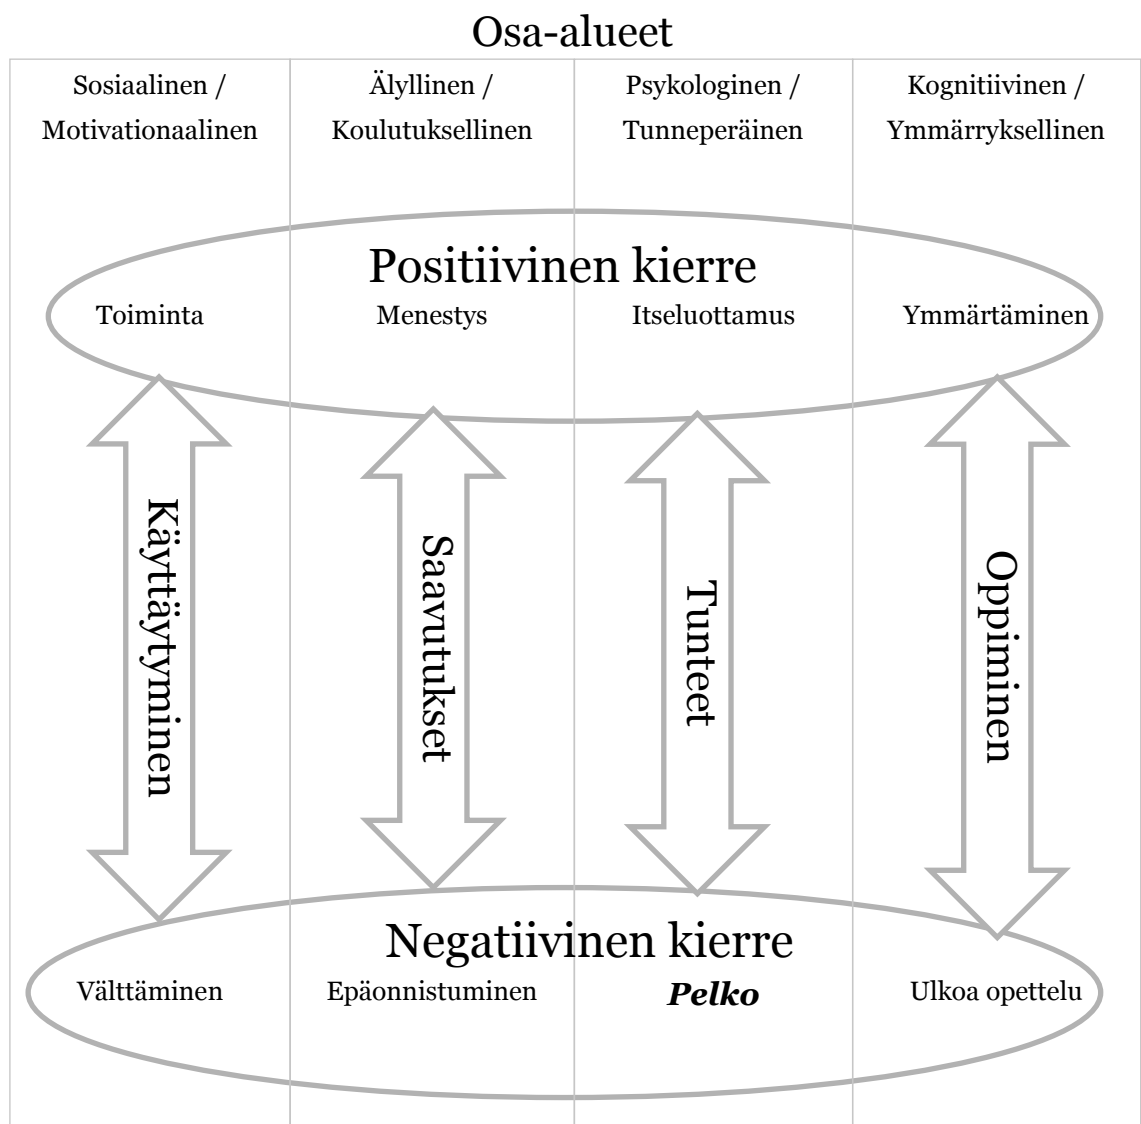 Osa-alueet
Sosiaalinen /
Motivationaalinen
Älyllinen /
Koulutuksellinen
Psykologinen /
Tunneperäinen
Kognitiivinen /
Ymmärryksellinen
Positiivinen kierre
Toiminta
Menestys
Itseluottamus
Ymmärtäminen
Käyttäytyminen
Saavutukset
Tunteet
Oppiminen
Negatiivinen kierre
Välttäminen
Epäonnistuminen
Pelko
Ulkoa opettelu